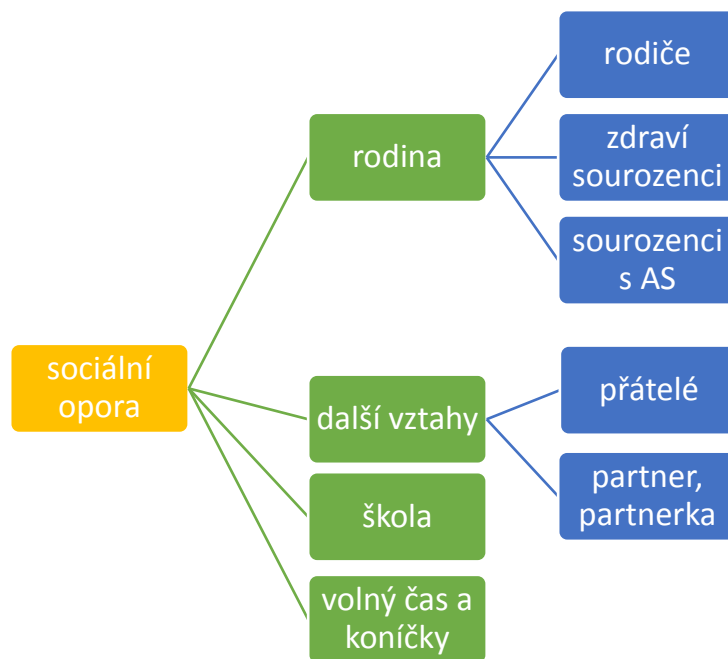 rodiče
rodina
zdraví
sourozenci
sourozenci
s AS
sociální
opora
další vztahy
přátelé
partner,
partnerka
škola
volný čas a
koníčky